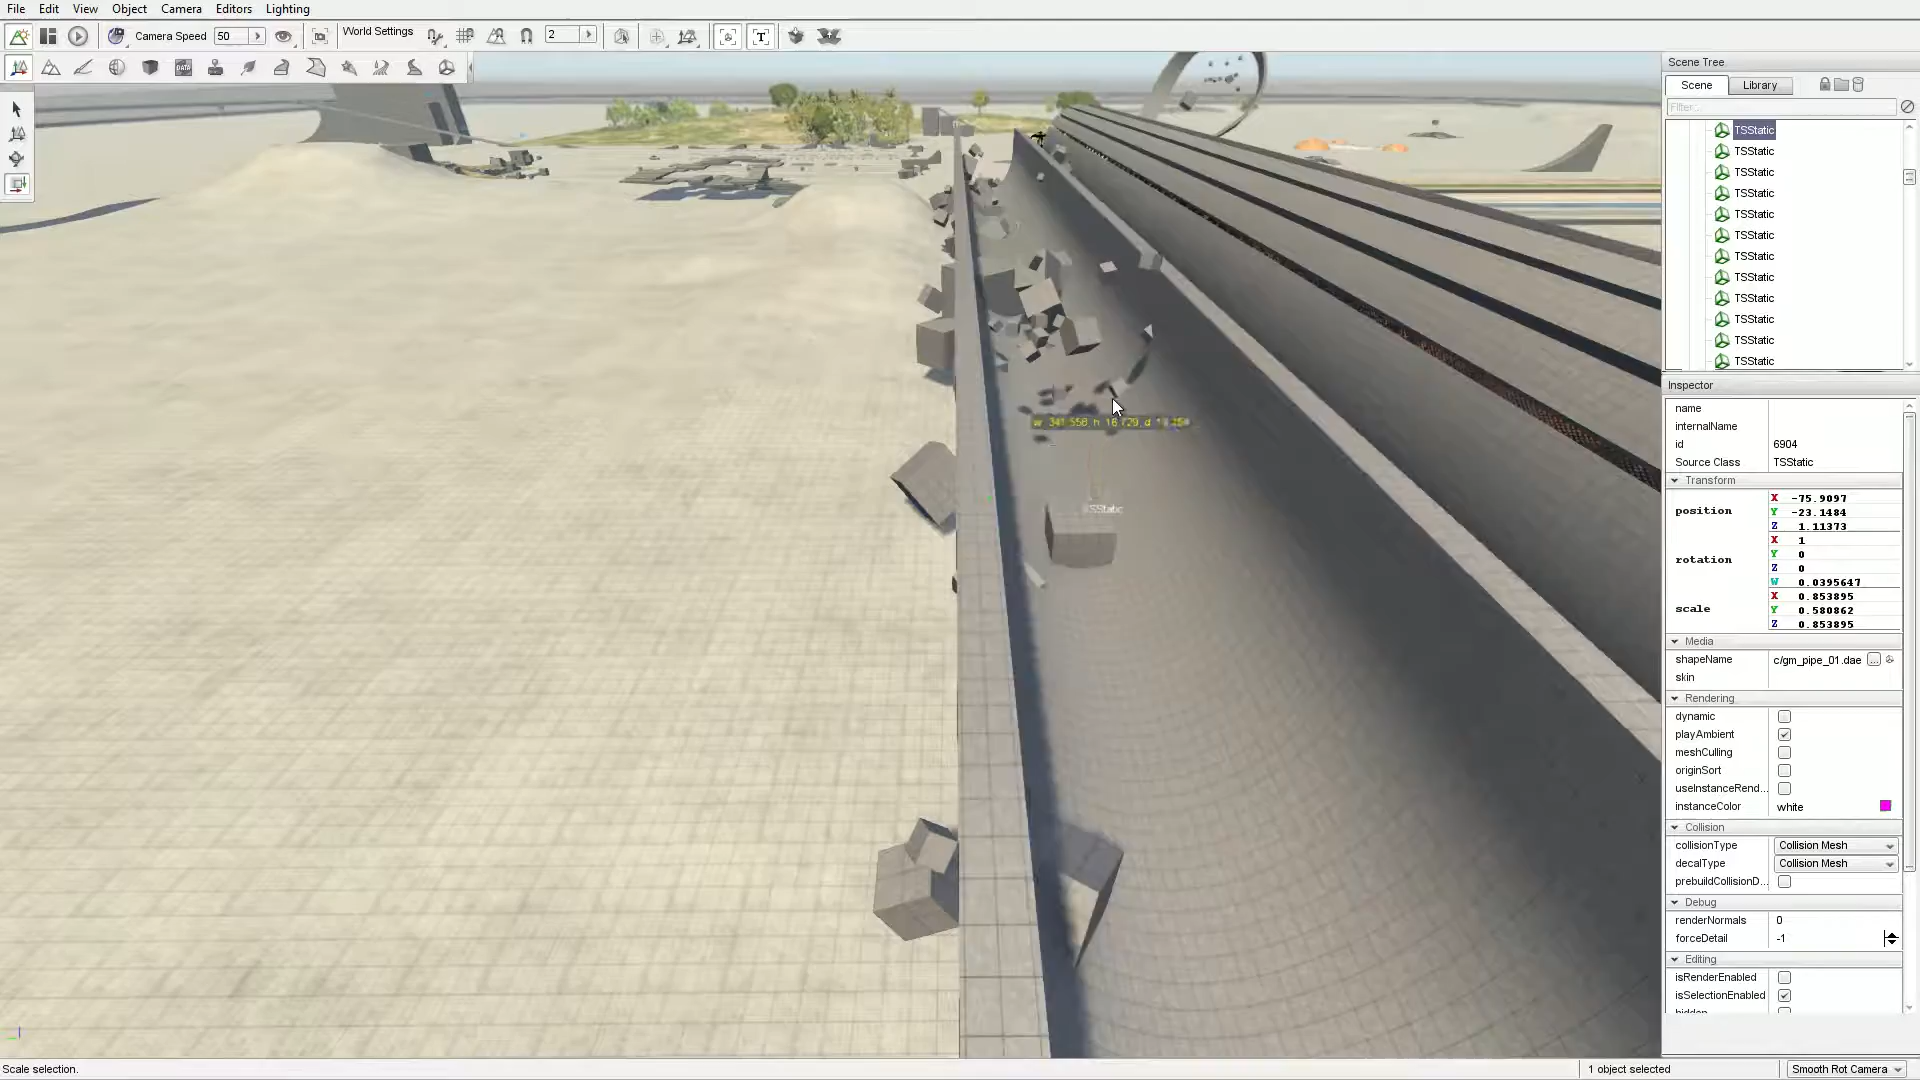 File Edit View Object Camera Editors Lighting
Camera Speed 50 World Settings 2 T
DATA
Scene Tree
Scene Library
Filter...
TSStatic
TSStatic
TSStatic
TSStatic
TSStatic
TSStatic
TSStatic
TSStatic
TSStatic
TSStatic
TSStatic
TSStatic
Inspector
name
internalName
id 6904
Source Class TSStatic
Transform
position X -75.9097
Y -23.1484
Z 1.11373
rotation X 1
Y 0
Z 0
W 0.0395647
scale X 0.853895
Y 0.580862
Z 0.853895
Media
shapeName c/gm_pipe_01.dae ...
skin
Rendering
dynamic
playAmbient
meshCulling
originSort
useInstanceRend...
instanceColor white
Collision
collisionType Collision Mesh
decalType Collision Mesh
prebuildCollisionD...
Debug
renderNormals 0
forceDetail -1
Editing
isRenderEnabled
isSelectionEnabled
TSStatic
Scale selection. 1 object selected Smooth Rot Camera